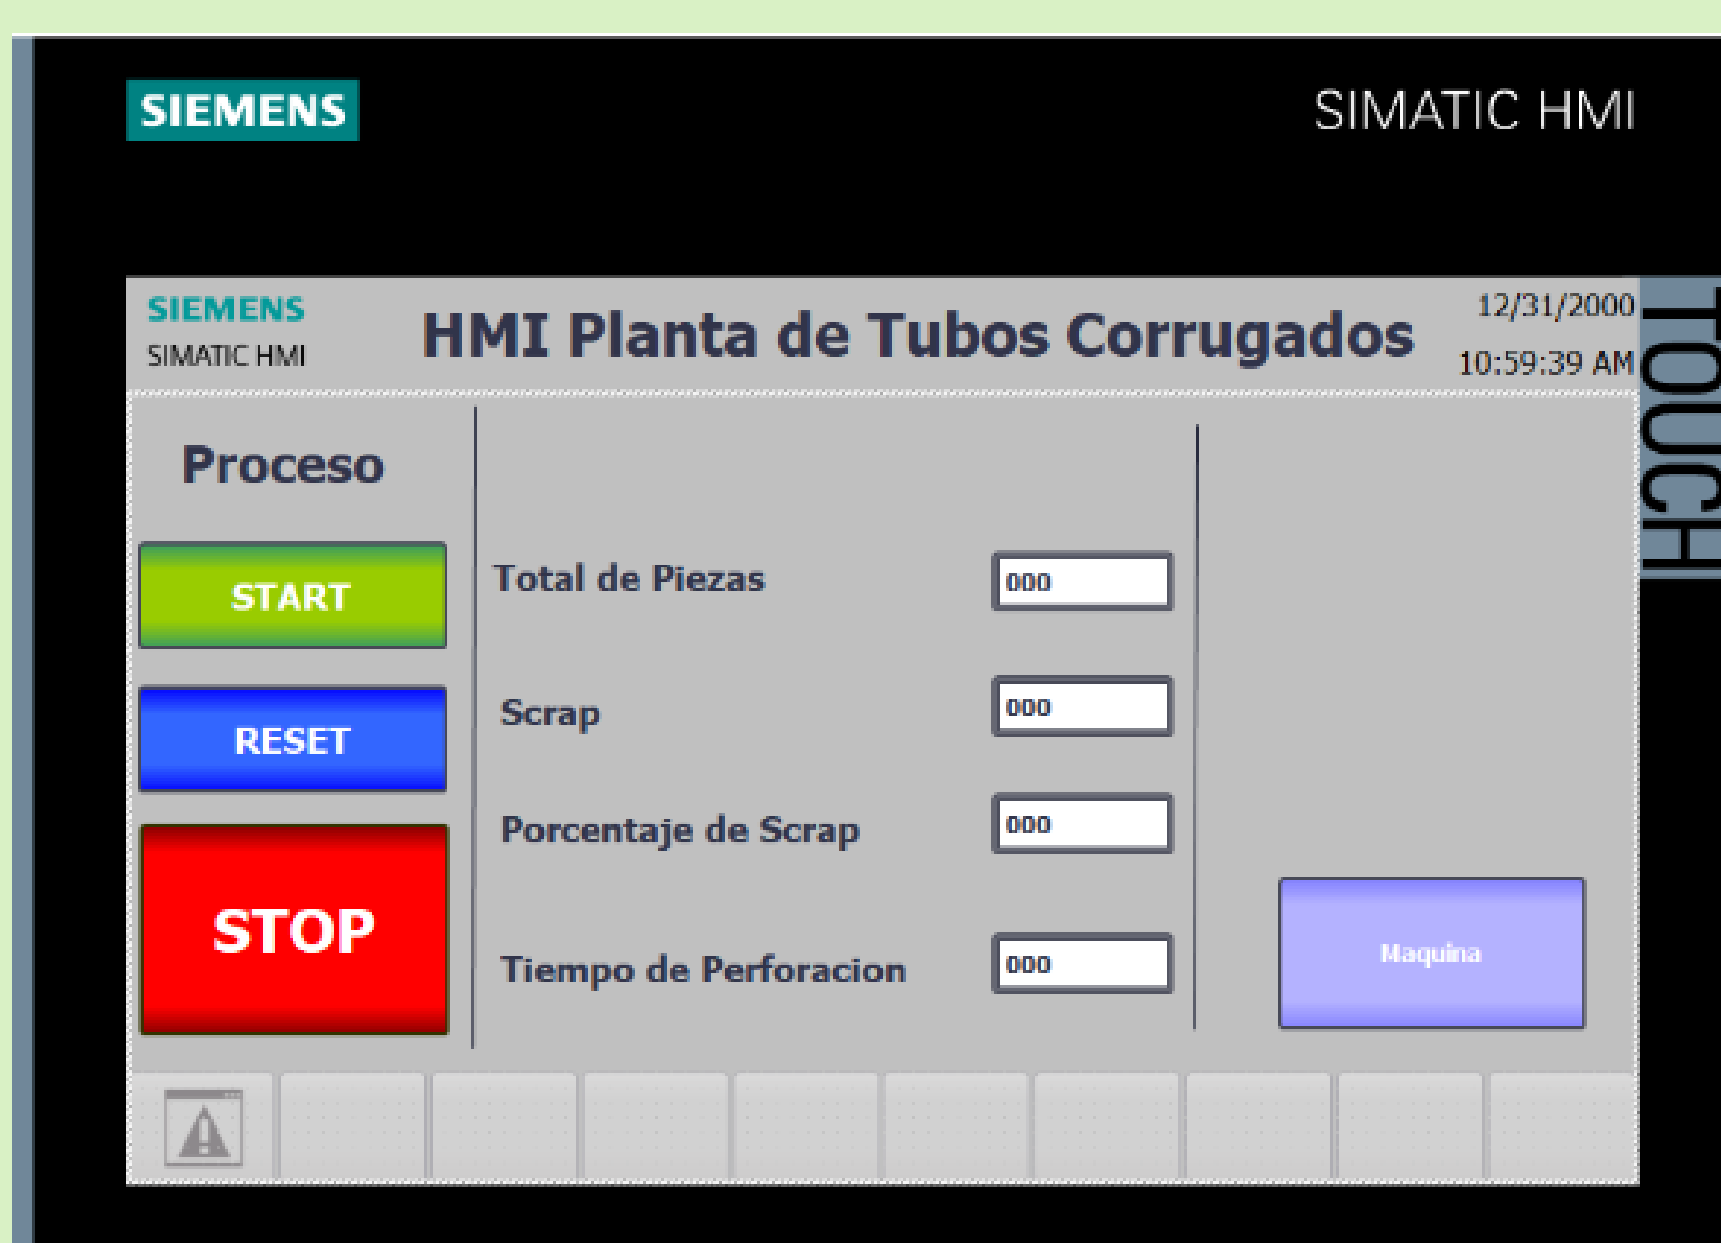 SIEMENS
SIMATIC HMI
SIEMENS
SIMATIC HMI
HMI Planta de Tubos Corrugados
12/31/2000
10:59:39 AM
TOUCH
Proceso
START
RESET
STOP
Total de Piezas 000
Scrap 000
Porcentaje de Scrap 000
Tiempo de Perforacion 000
Maquina